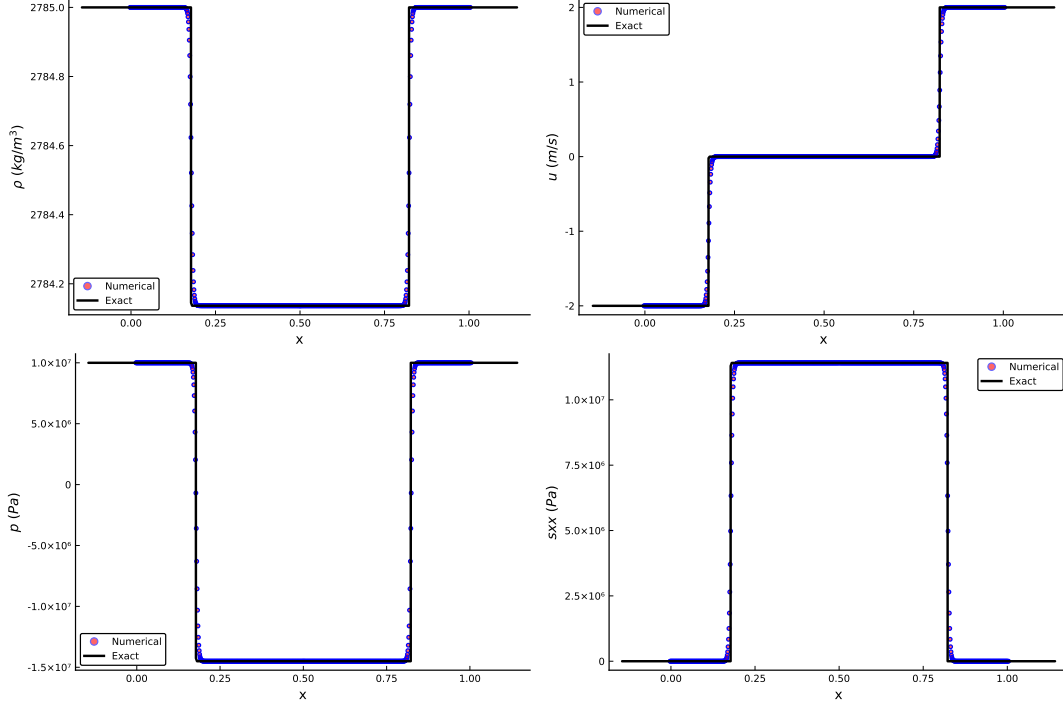 2785.0
2784.8
2784.6
2784.4
2784.2
ρ (kg/m³)
Numerical
Exact
0.00 0.25 0.50 0.75 1.00
x
2
1
0
-1
-2
u (m/s)
Numerical
Exact
0.00 0.25 0.50 0.75 1.00
x
1.0×10⁷
5.0×10⁶
0
-5.0×10⁶
-1.0×10⁷
-1.5×10⁷
p (Pa)
Numerical
Exact
0.00 0.25 0.50 0.75 1.00
x
1.0×10⁷
7.5×10⁶
5.0×10⁶
2.5×10⁶
0
sxx (Pa)
Numerical
Exact
0.00 0.25 0.50 0.75 1.00
x